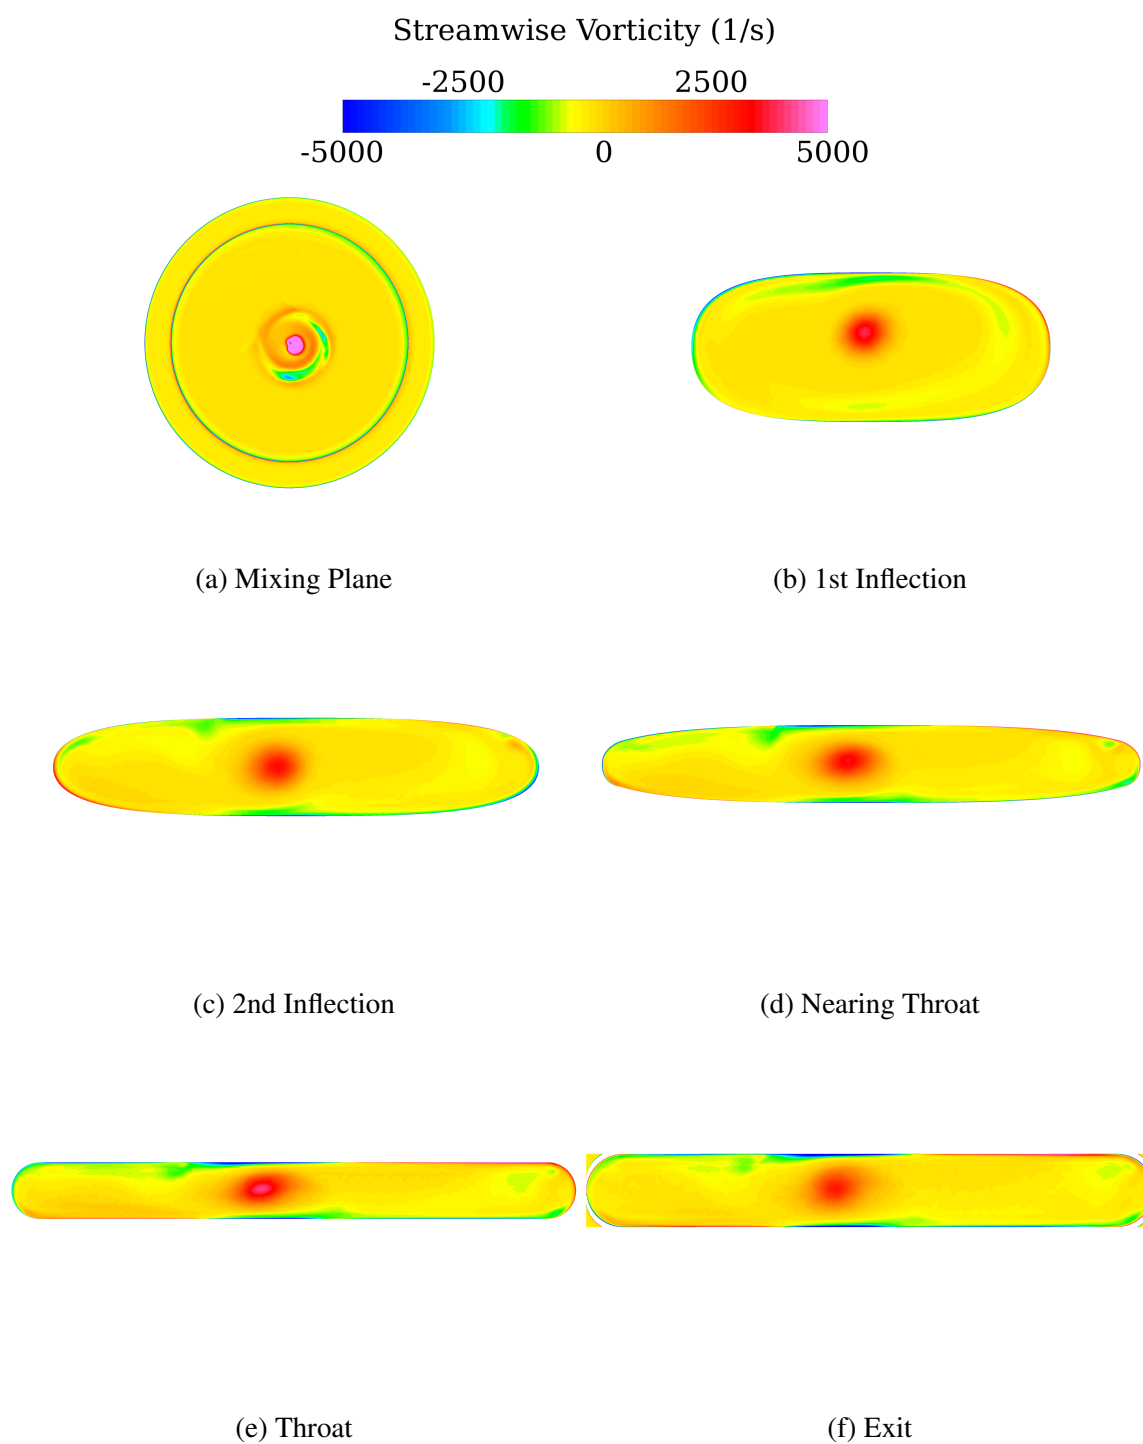 Streamwise Vorticity (1/s)
-2500 2500
-5000 0 5000
(a) Mixing Plane
(b) 1st Inflection
(c) 2nd Inflection
(d) Nearing Throat
(e) Throat
(f) Exit